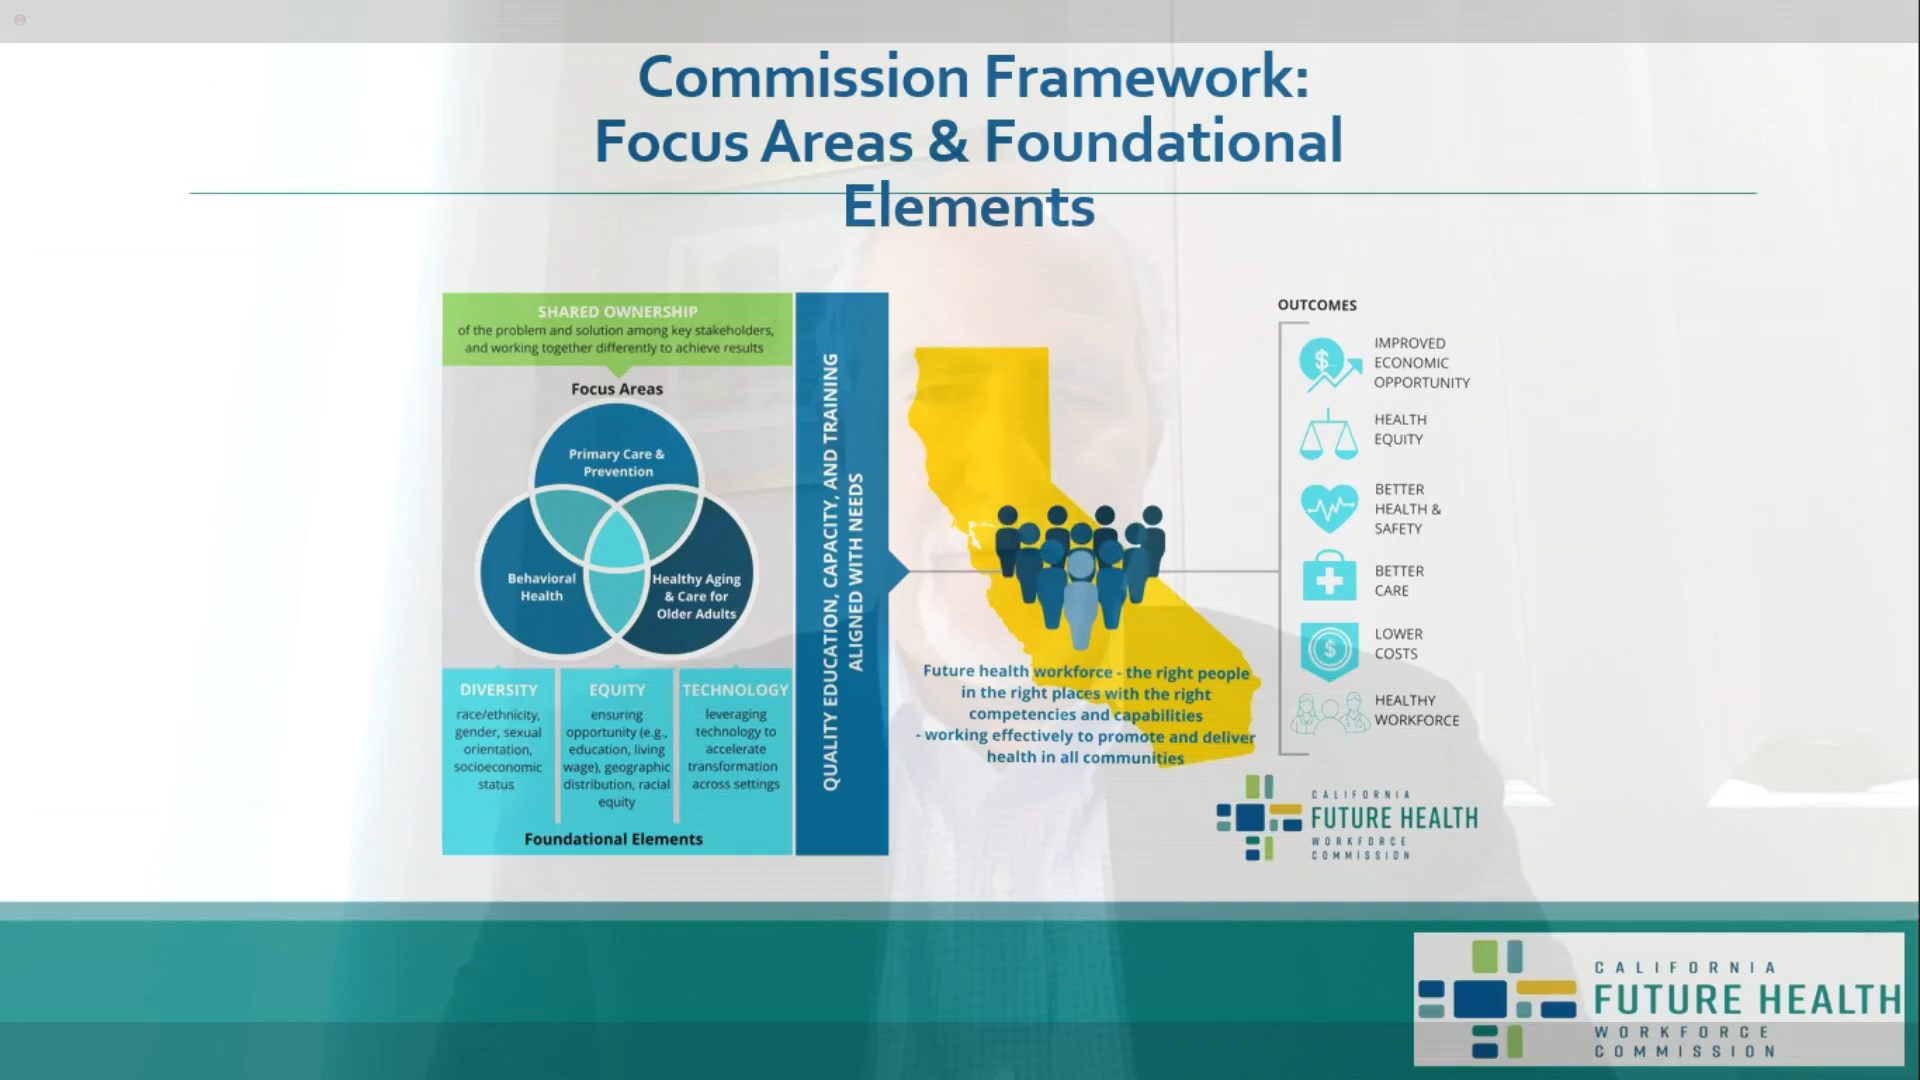 Commission Framework:
Focus Areas & Foundational
Elements
SHARED OWNERSHIP
of the problem and solution among key stakeholders,
and working together differently to achieve results
Focus Areas
Primary Care &
Prevention
Behavioral
Health
Healthy Aging
& Care for
Older Adults
DIVERSITY
race/ethnicity,
gender, sexual
orientation,
socioeconomic
status
EQUITY
ensuring
opportunity (e.g.,
education, living
wage), geographic
distribution, racial
equity
TECHNOLOGY
leveraging
technology to
accelerate
transformation
across settings
Foundational Elements
QUALITY EDUCATION, CAPACITY, AND TRAINING
ALIGNED WITH NEEDS
Future health workforce - the right people
in the right places with the right
competencies and capabilities
- working effectively to promote and deliver
health in all communities
OUTCOMES
IMPROVED
ECONOMIC
OPPORTUNITY
HEALTH
EQUITY
BETTER
HEALTH &
SAFETY
BETTER
CARE
LOWER
COSTS
HEALTHY
WORKFORCE
CALIFORNIA
FUTURE HEALTH
WORKFORCE
COMMISSION
CALIFORNIA
FUTURE HEALTH
WORKFORCE
COMMISSION